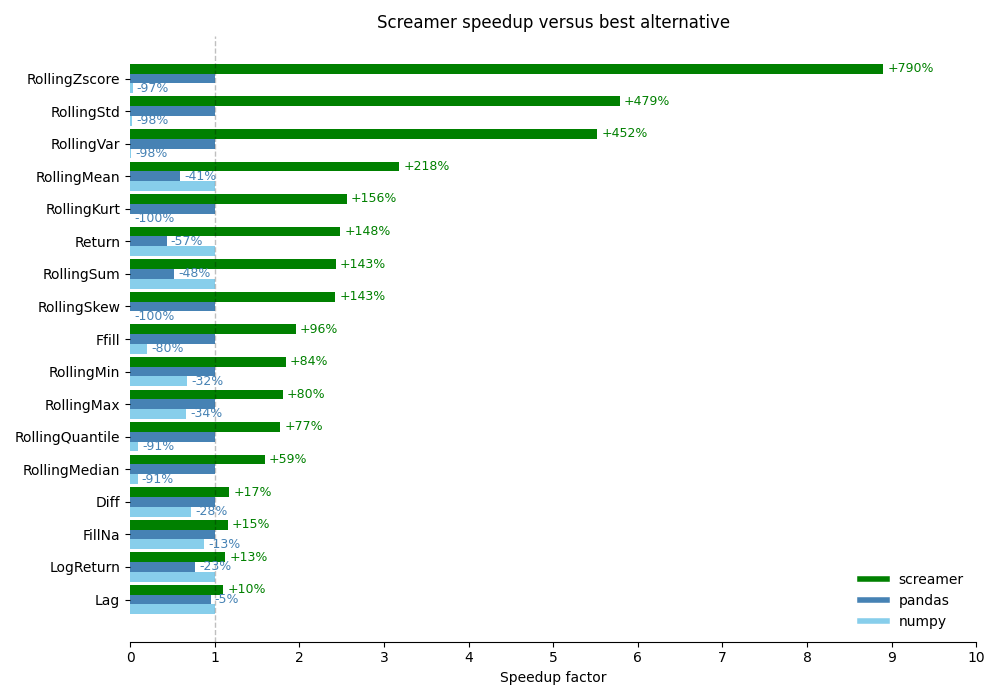 Screamer speedup versus best alternative
RollingZscore
+790%
-97%
RollingStd
+479%
-98%
RollingVar
+452%
-98%
RollingMean
+218%
-41%
RollingKurt
+156%
-100%
Return
+148%
-57%
RollingSum
+143%
-48%
RollingSkew
+143%
-100%
Ffill
+96%
-80%
RollingMin
+84%
-32%
RollingMax
+80%
-34%
RollingQuantile
+77%
-91%
RollingMedian
+59%
-91%
Diff
+17%
-28%
FillNa
+15%
-13%
LogReturn
+13%
-23%
Lag
+10%
-5%
screamer
pandas
numpy
0 1 2 3 4 5 6 7 8 9 10
Speedup factor